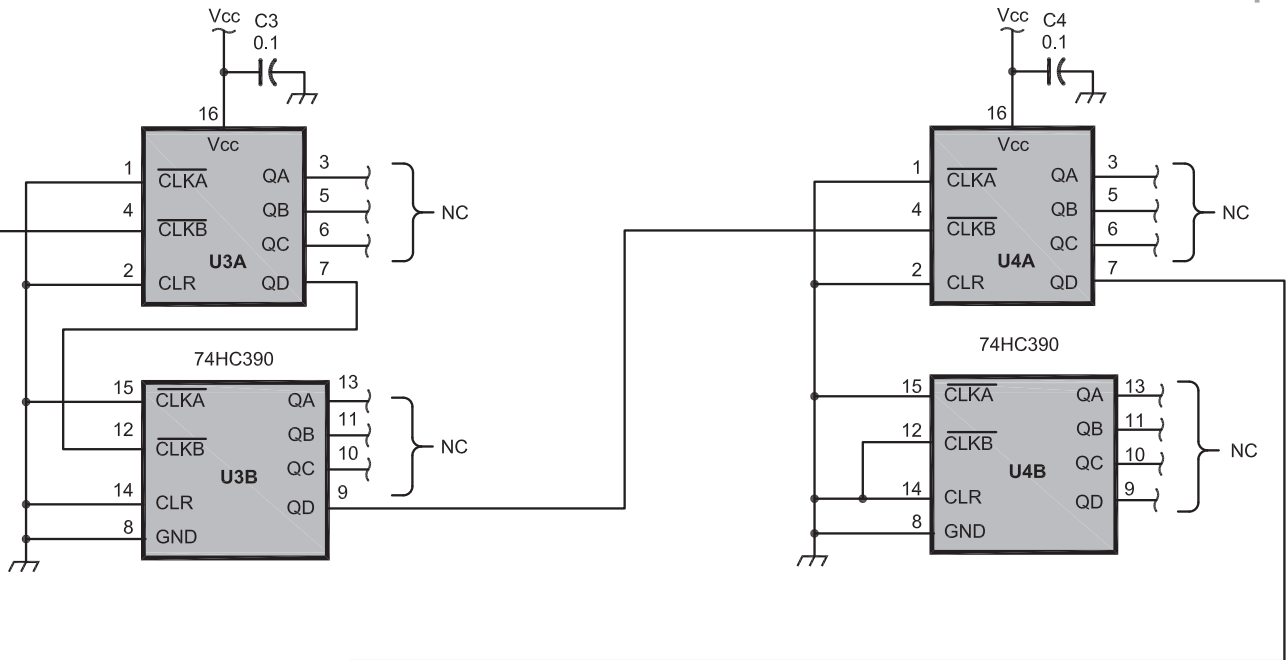 Vcc C3
0.1
16
Vcc
1 CLKA QA 3
4 CLKB QB 5
QC 6
NC
U3A
2 CLR QD 7
74HC390
15 CLKA QA 13
12 CLKB QB 11
QC 10
NC
U3B
14 CLR QD 9
8 GND
Vcc C4
0.1
16
Vcc
1 CLKA QA 3
4 CLKB QB 5
QC 6
NC
U4A
2 CLR QD 7
74HC390
15 CLKA QA 13
12 CLKB QB 11
QC 10
NC
U4B
14 CLR QD 9
8 GND